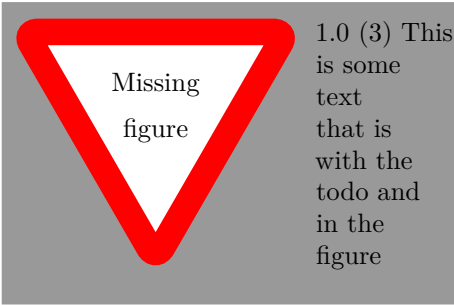 Missing
figure
1.0 (3) This
is some
text
that is
with the
todo and
in the
figure